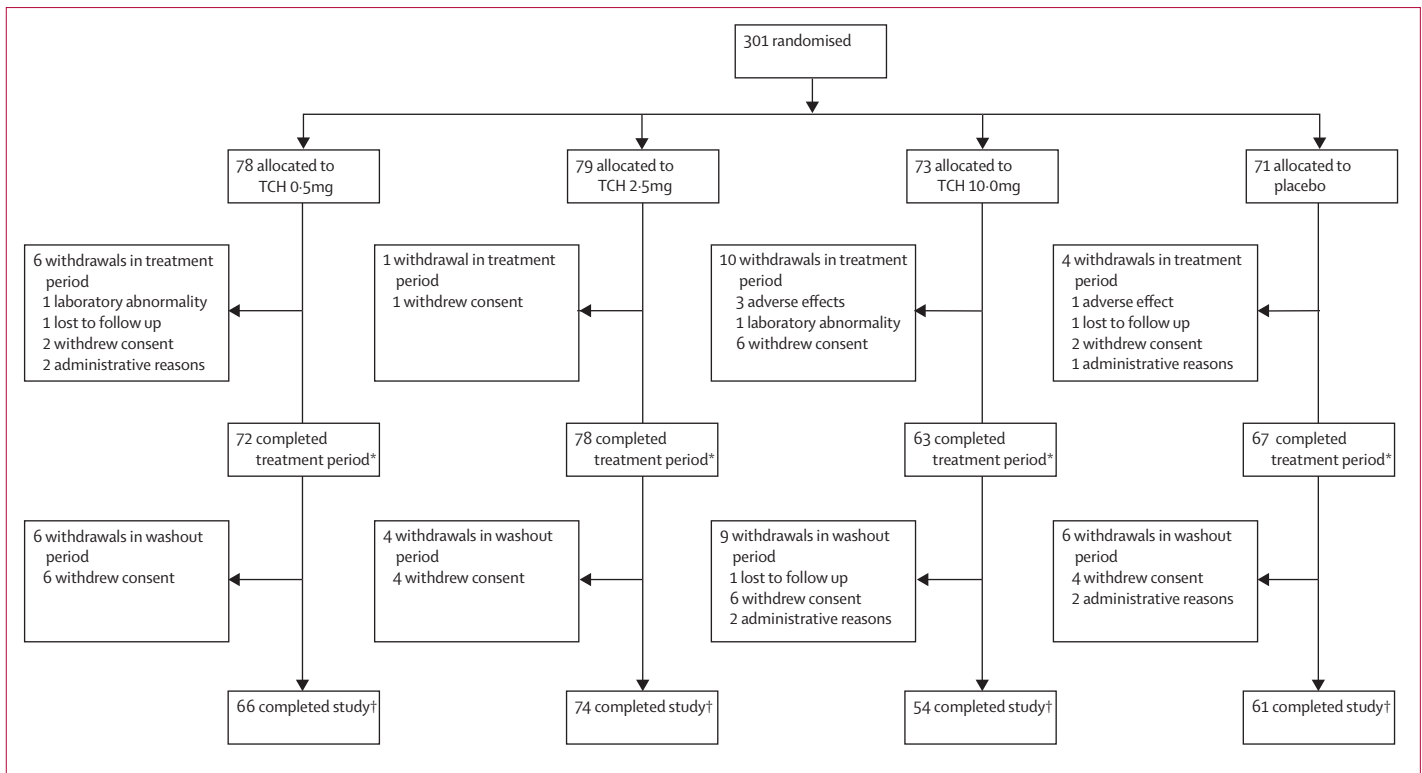 301 randomised
78 allocated to
TCH 0·5mg
79 allocated to
TCH 2·5mg
73 allocated to
TCH 10·0mg
71 allocated to
placebo
6 withdrawals in treatment
period
1 laboratory abnormality
1 lost to follow up
2 withdrew consent
2 administrative reasons
1 withdrawal in treatment
period
1 withdrew consent
10 withdrawals in treatment
period
3 adverse effects
1 laboratory abnormality
6 withdrew consent
4 withdrawals in treatment
period
1 adverse effect
1 lost to follow up
2 withdrew consent
1 administrative reasons
72 completed
treatment period*
78 completed
treatment period*
63 completed
treatment period*
67 completed
treatment period*
6 withdrawals in washout
period
6 withdrew consent
4 withdrawals in washout
period
4 withdrew consent
9 withdrawals in washout
period
1 lost to follow up
6 withdrew consent
2 administrative reasons
6 withdrawals in washout
period
4 withdrew consent
2 administrative reasons
66 completed study†
74 completed study†
54 completed study†
61 completed study†